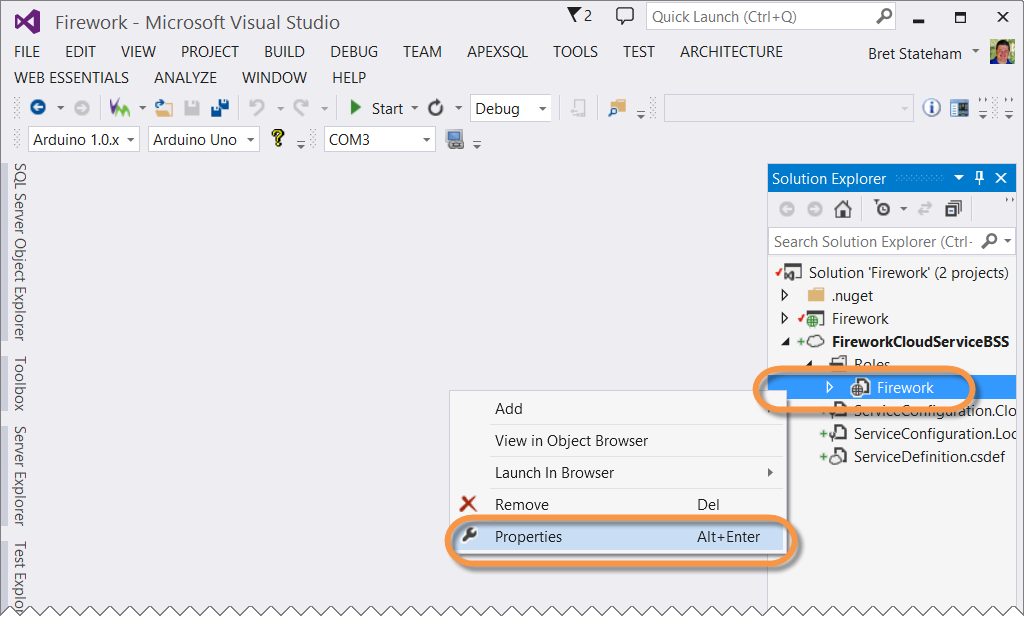 Firework - Microsoft Visual Studio
2
Quick Launch (Ctrl+Q)
FILE EDIT VIEW PROJECT BUILD DEBUG TEAM APEXSQL TOOLS TEST ARCHITECTURE
Bret Stateham
WEB ESSENTIALS ANALYZE WINDOW HELP
Start
Debug
Arduino 1.0.x
Arduino Uno
COM3
SQL Server Object Explorer
Toolbox
Server Explorer
Test Explo
Solution Explorer
Search Solution Explorer (Ctrl-
Solution 'Firework' (2 projects)
.nuget
Firework
FireworkCloudServiceBSS
Roles
Firework
ServiceConfiguration.Clo
ServiceConfiguration.Loc
ServiceDefinition.csdef
Add
View in Object Browser
Launch In Browser
Remove Del
Properties Alt+Enter